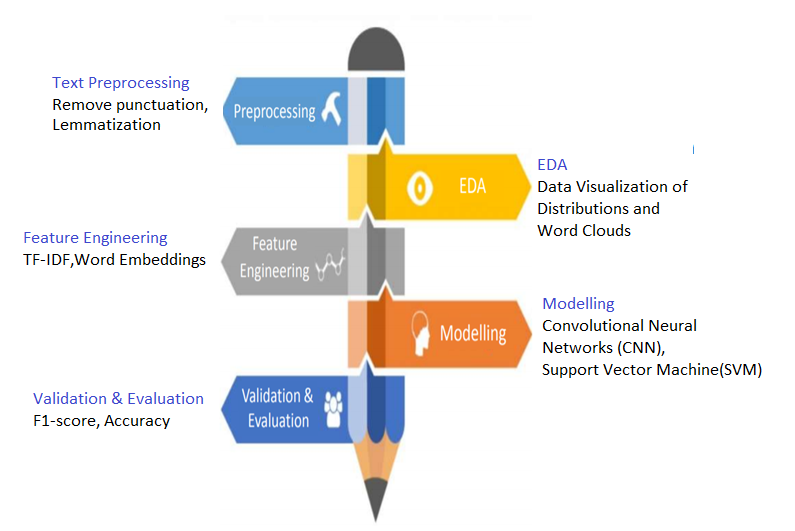 Text Preprocessing
Remove punctuation,
Lemmatization
Preprocessing
EDA
EDA
Data Visualization of
Distributions and
Word Clouds
Feature Engineering
TF-IDF,Word Embeddings
Feature
Engineering
Modelling
Modelling
Convolutional Neural
Networks (CNN),
Support Vector Machine(SVM)
Validation & Evaluation
F1-score, Accuracy
Validation &
Evaluation